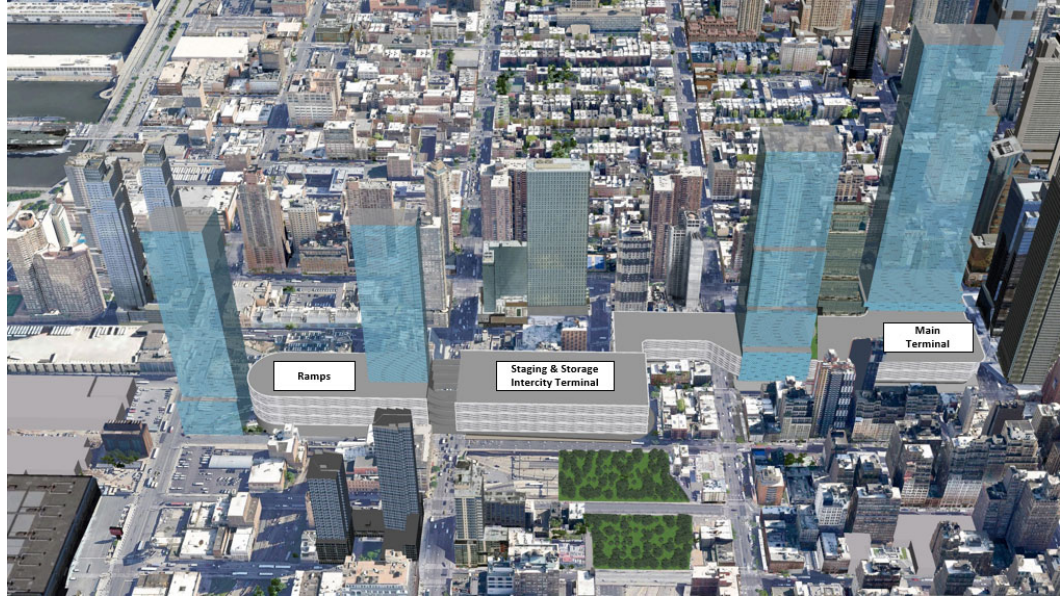 Ramps
Staging & Storage
Intercity Terminal
Main
Terminal